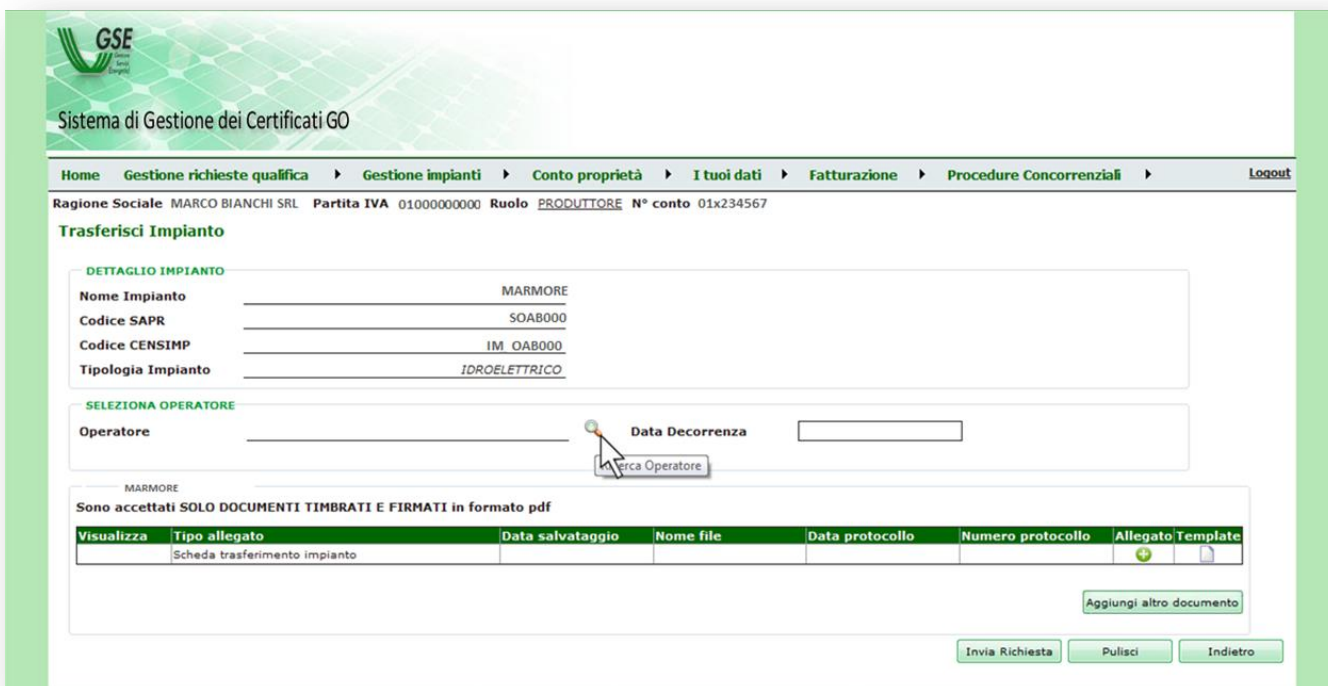 GSE
Gestore
Servizi
Energetici
Sistema di Gestione dei Certificati GO
Home Gestione richieste qualifica Gestione impianti Conto proprietà I tuoi dati Fatturazione Procedure Concorrenziali Logout
Ragione Sociale MARCO BIANCHI SRL Partita IVA 01000000000 Ruolo PRODUTTORE N° conto 01x234567
Trasferisci Impianto
DETTAGLIO IMPIANTO
Nome Impianto MARMORE
Codice SAPR SOAB000
Codice CENSIMP IM_OAB000
Tipologia Impianto IDROELETTRICO
SELEZIONA OPERATORE
Operatore Data Decorrenza
Operatore
MARMORE
Sono accettati SOLO DOCUMENTI TIMBRATI E FIRMATI in formato pdf
Visualizza Tipo allegato Data salvataggio Nome file Data protocollo Numero protocollo Allegato Template
Scheda trasferimento impianto
Aggiungi altro documento
Invia Richiesta Pulisci Indietro